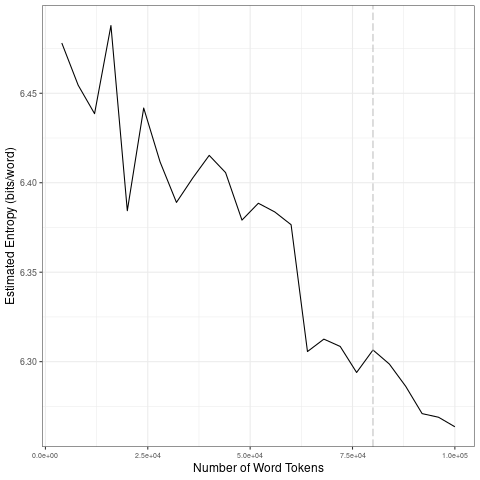 Estimated Entropy (bits/word)
6.45
6.40
6.35
6.30
0.0e+00 2.5e+04 5.0e+04 7.5e+04 1.0e+05
Number of Word Tokens